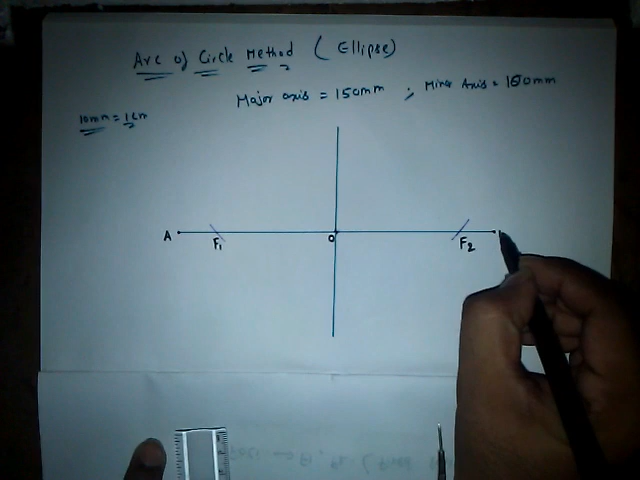 Arc of Circle Method (Ellipse)
Major axis = 150mm ; Minor Axis = 100mm
10mm = 1cm
A F₁ O F₂